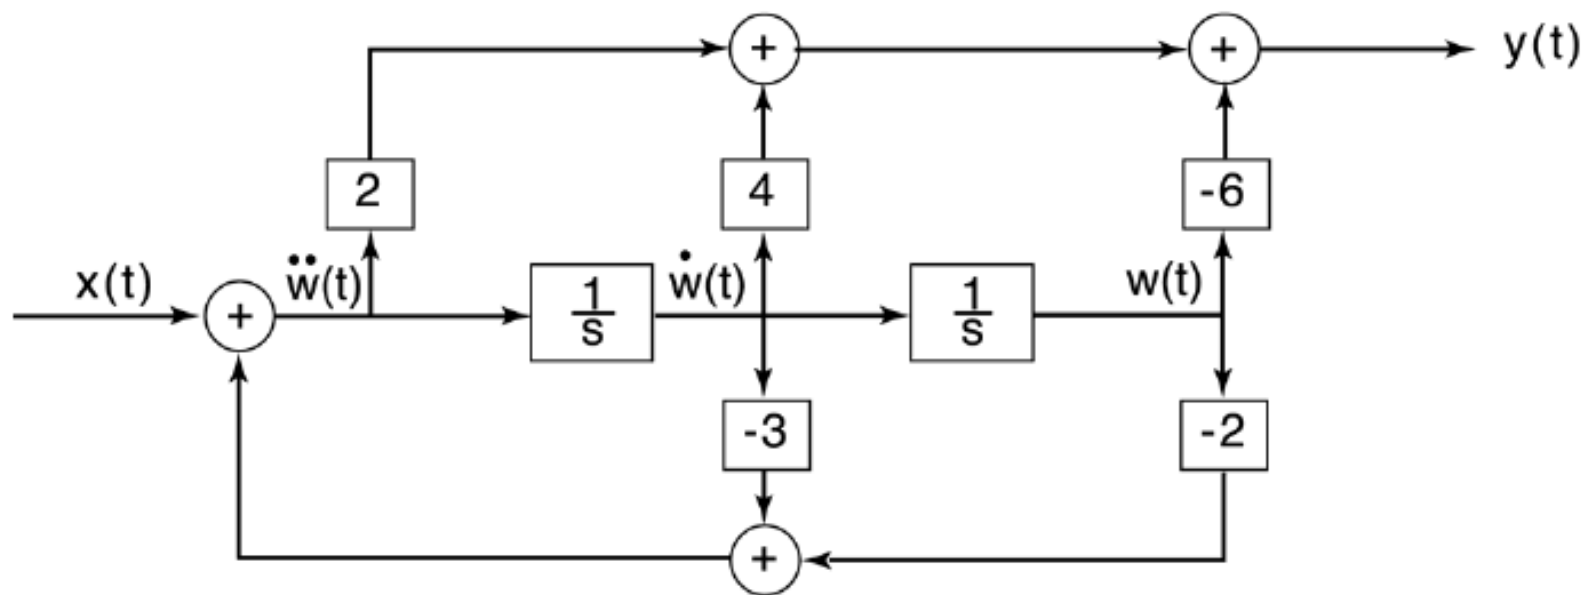 + + y(t)
2 4 -6
x(t) + ẅ(t) 1/s ẇ(t) 1/s w(t)
-3 -2
+